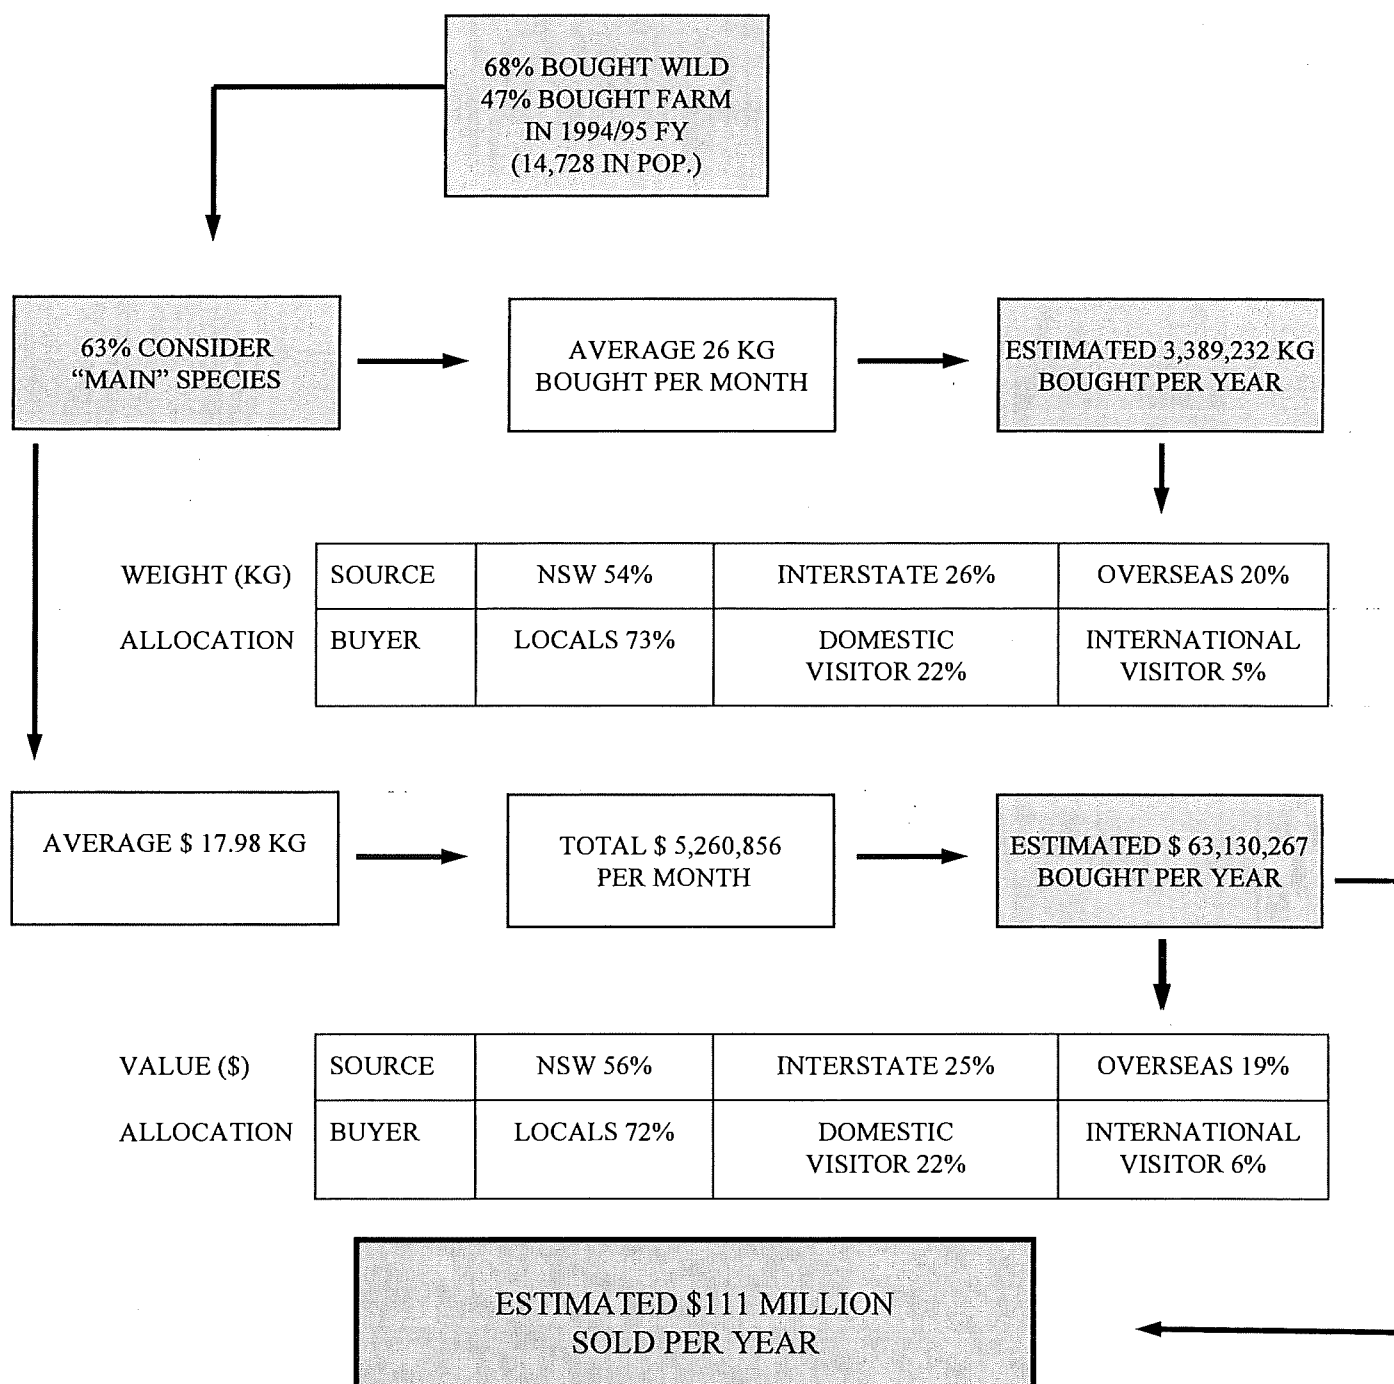 68% BOUGHT WILD
47% BOUGHT FARM
IN 1994/95 FY
(14,728 IN POP.)
63% CONSIDER
“MAIN” SPECIES
AVERAGE 26 KG
BOUGHT PER MONTH
ESTIMATED 3,389,232 KG
BOUGHT PER YEAR
WEIGHT (KG) SOURCE NSW 54% INTERSTATE 26% OVERSEAS 20%
ALLOCATION BUYER LOCALS 73% DOMESTIC INTERNATIONAL
VISITOR 22% VISITOR 5%
AVERAGE $ 17.98 KG
TOTAL $ 5,260,856
PER MONTH
ESTIMATED $ 63,130,267
BOUGHT PER YEAR
VALUE ($) SOURCE NSW 56% INTERSTATE 25% OVERSEAS 19%
ALLOCATION BUYER LOCALS 72% DOMESTIC INTERNATIONAL
VISITOR 22% VISITOR 6%
ESTIMATED $111 MILLION
SOLD PER YEAR